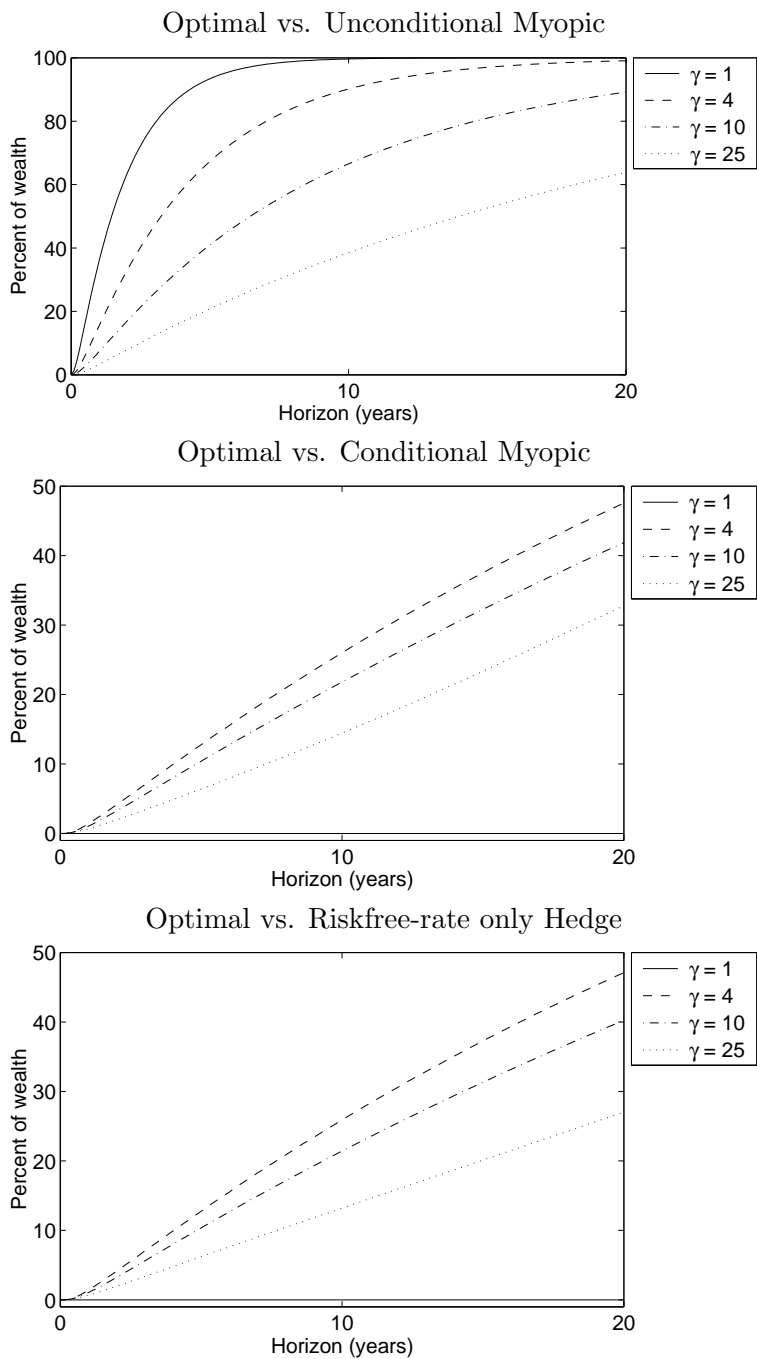 Optimal vs. Unconditional Myopic
100
80
60
40
20
0
Percent of wealth
0
10
20
Horizon (years)
γ = 1
γ = 4
γ = 10
γ = 25
Optimal vs. Conditional Myopic
50
40
30
20
10
0
Percent of wealth
0
10
20
Horizon (years)
γ = 1
γ = 4
γ = 10
γ = 25
Optimal vs. Riskfree-rate only Hedge
50
40
30
20
10
0
Percent of wealth
0
10
20
Horizon (years)
γ = 1
γ = 4
γ = 10
γ = 25